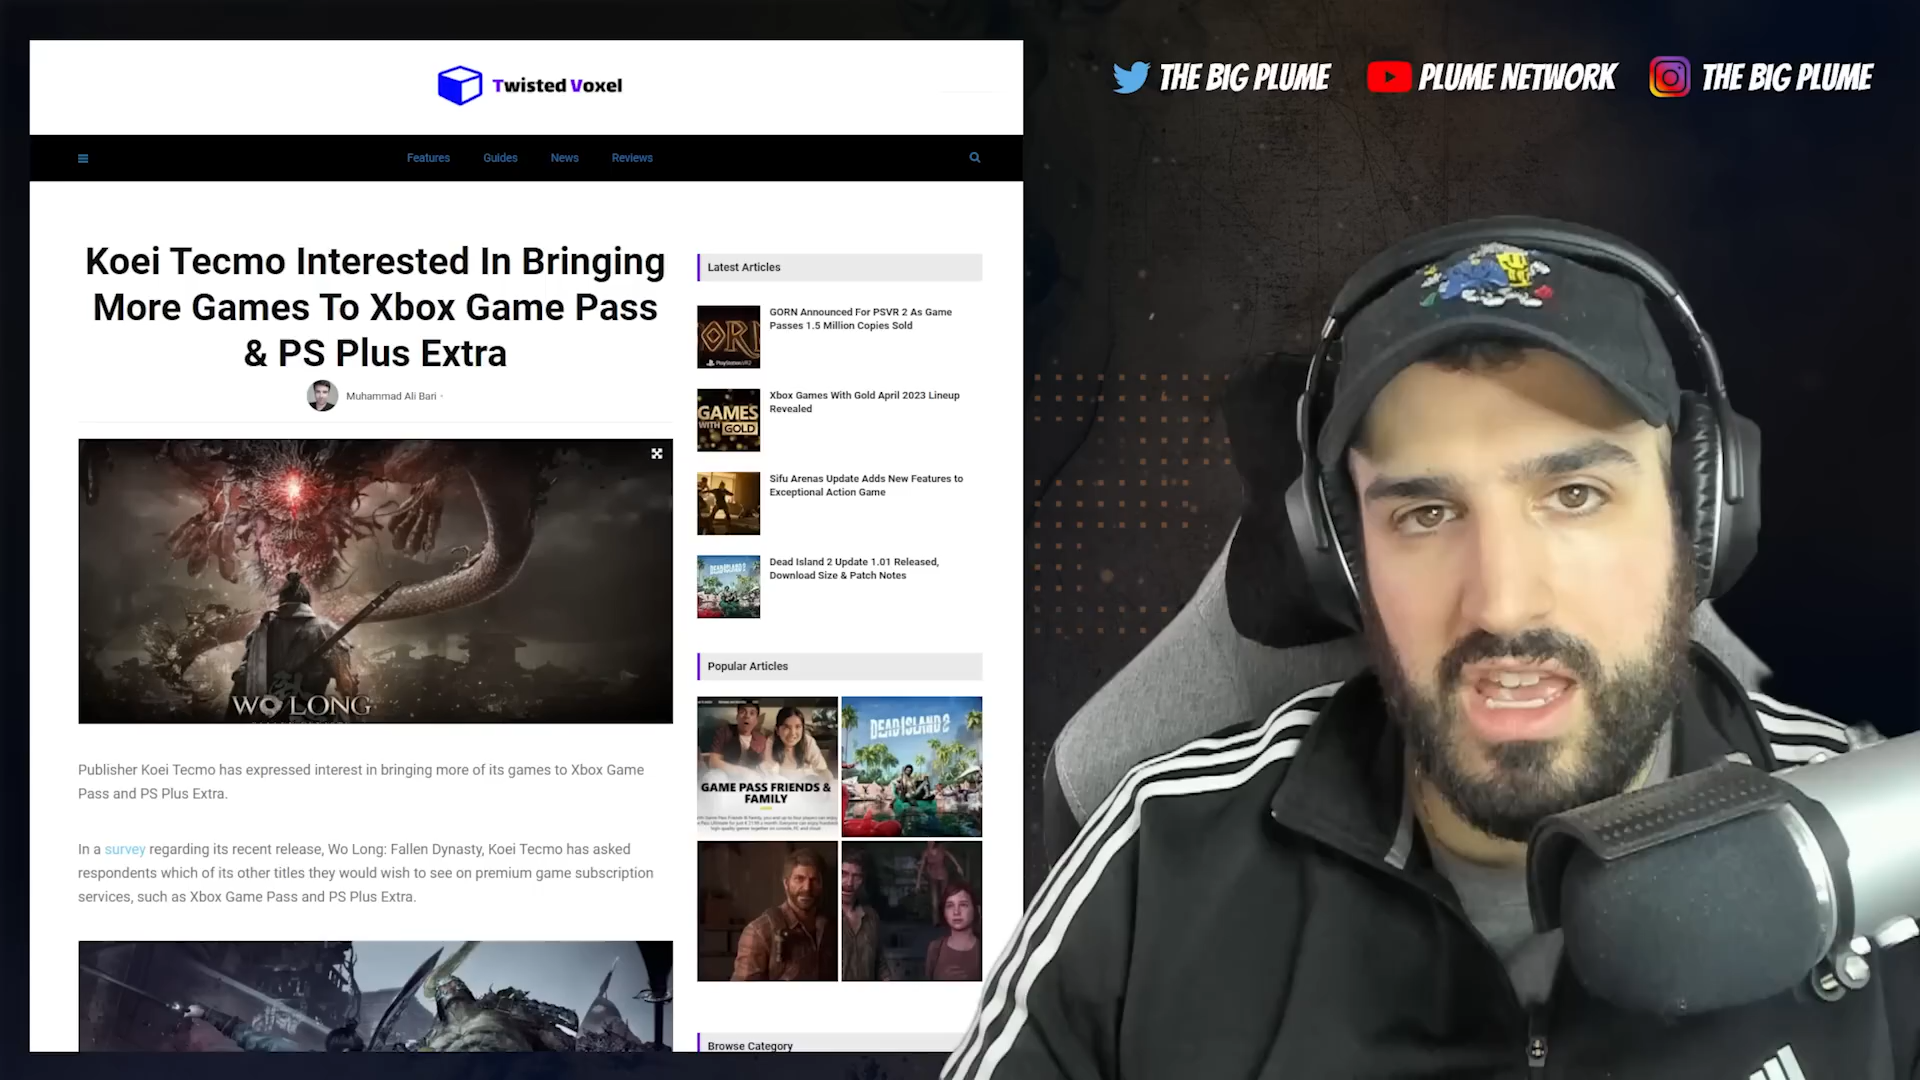 Twisted Voxel
THE BIG PLUME
PLUME NETWORK
THE BIG PLUME
Features
Guides
News
Reviews
Koei Tecmo Interested In Bringing
More Games To Xbox Game Pass
& PS Plus Extra
Muhammad Ali Bari ·
WO LONG
Publisher Koei Tecmo has expressed interest in bringing more of its games to Xbox Game
Pass and PS Plus Extra.
In a survey regarding its recent release, Wo Long: Fallen Dynasty, Koei Tecmo has asked
respondents which of its other titles they would wish to see on premium game subscription
services, such as Xbox Game Pass and PS Plus Extra.
Latest Articles
GORN Announced For PSVR 2 As Game
Passes 1.5 Million Copies Sold
Xbox Games With Gold April 2023 Lineup
Revealed
GAMES
WITH GOLD
Sifu Arenas Update Adds New Features to
Exceptional Action Game
Dead Island 2 Update 1.01 Released,
Download Size & Patch Notes
DEAD ISLAND 2
Popular Articles
GAME PASS FRIENDS &
FAMILY
DEAD ISLAND 2
Browse Category